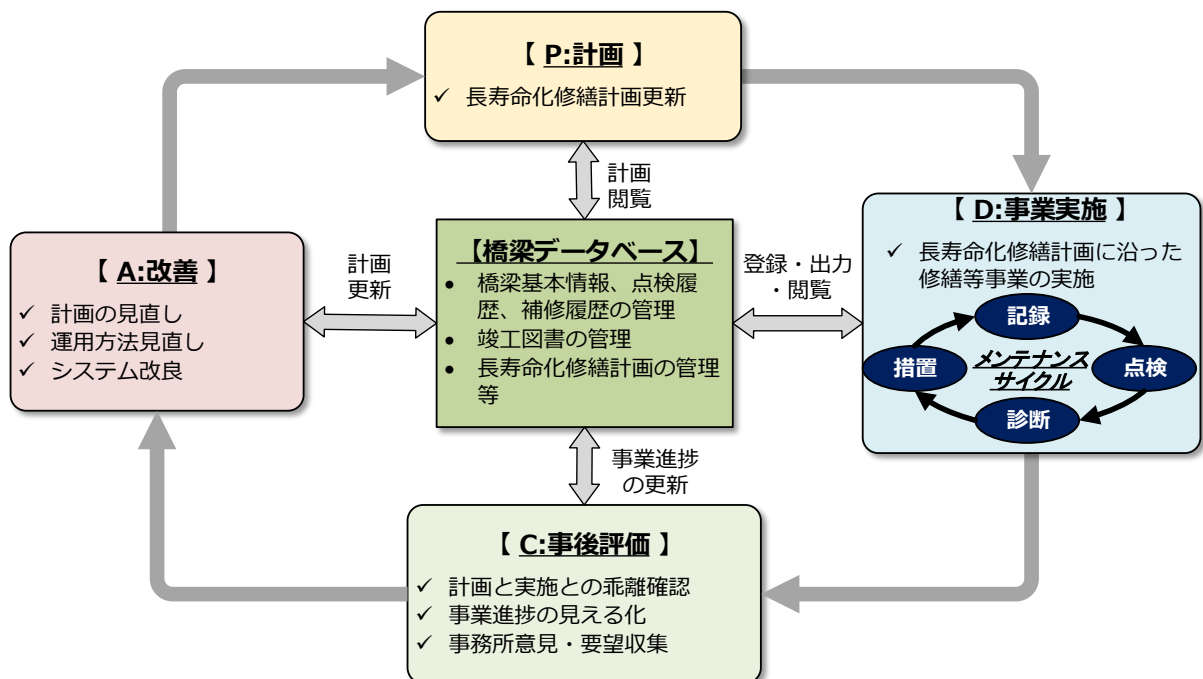 【 P:計画 】
✓ 長寿命化修繕計画更新
計画
閲覧
【 D:事業実施 】
✓ 長寿命化修繕計画に沿った
修繕等事業の実施
記録
点検
診断
措置
メンテナンス
サイクル
【橋梁データベース】
• 橋梁基本情報、点検履
歴、補修履歴の管理
• 竣工図書の管理
• 長寿命化修繕計画の管理
等
登録・出力
・閲覧
計画
更新
【 A:改善 】
✓ 計画の見直し
✓ 運用方法見直し
✓ システム改良
事業進捗
の更新
【 C:事後評価 】
✓ 計画と実施との乖離確認
✓ 事業進捗の見える化
✓ 事務所意見・要望収集